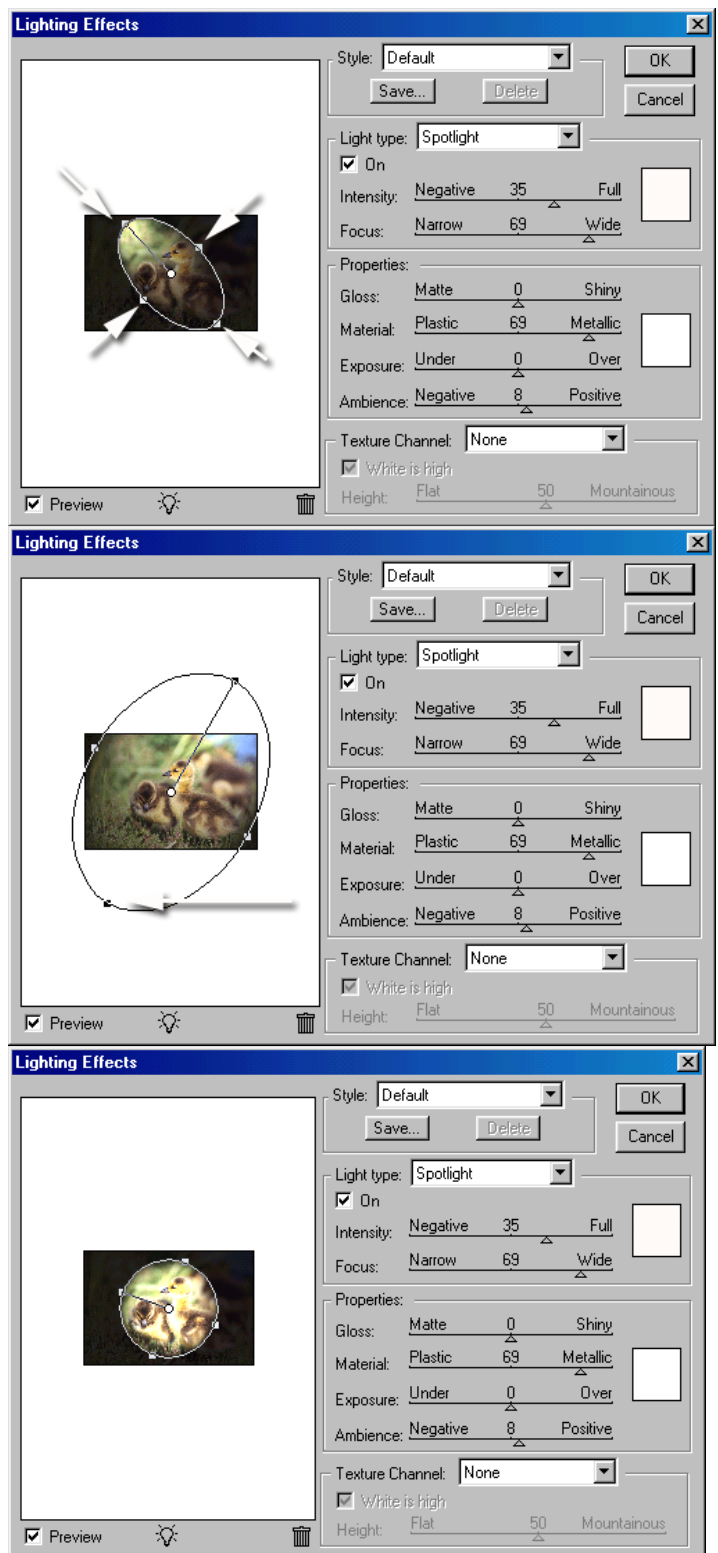 Lighting Effects
Style: Default
OK
Save... Delete
Cancel
Light type: Spotlight
On
Intensity: Negative 35 Full
Focus: Narrow 69 Wide
Properties:
Gloss: Matte 0 Shiny
Material: Plastic 69 Metallic
Exposure: Under 0 Over
Ambience: Negative 8 Positive
Texture Channel: None
White is high
Height: Flat 50 Mountainous
Preview
Lighting Effects
Style: Default
OK
Save... Delete
Cancel
Light type: Spotlight
On
Intensity: Negative 35 Full
Focus: Narrow 69 Wide
Properties:
Gloss: Matte 0 Shiny
Material: Plastic 69 Metallic
Exposure: Under 0 Over
Ambience: Negative 8 Positive
Texture Channel: None
White is high
Height: Flat 50 Mountainous
Preview
Lighting Effects
Style: Default
OK
Save... Delete
Cancel
Light type: Spotlight
On
Intensity: Negative 35 Full
Focus: Narrow 69 Wide
Properties:
Gloss: Matte 0 Shiny
Material: Plastic 69 Metallic
Exposure: Under 0 Over
Ambience: Negative 8 Positive
Texture Channel: None
White is high
Height: Flat 50 Mountainous
Preview